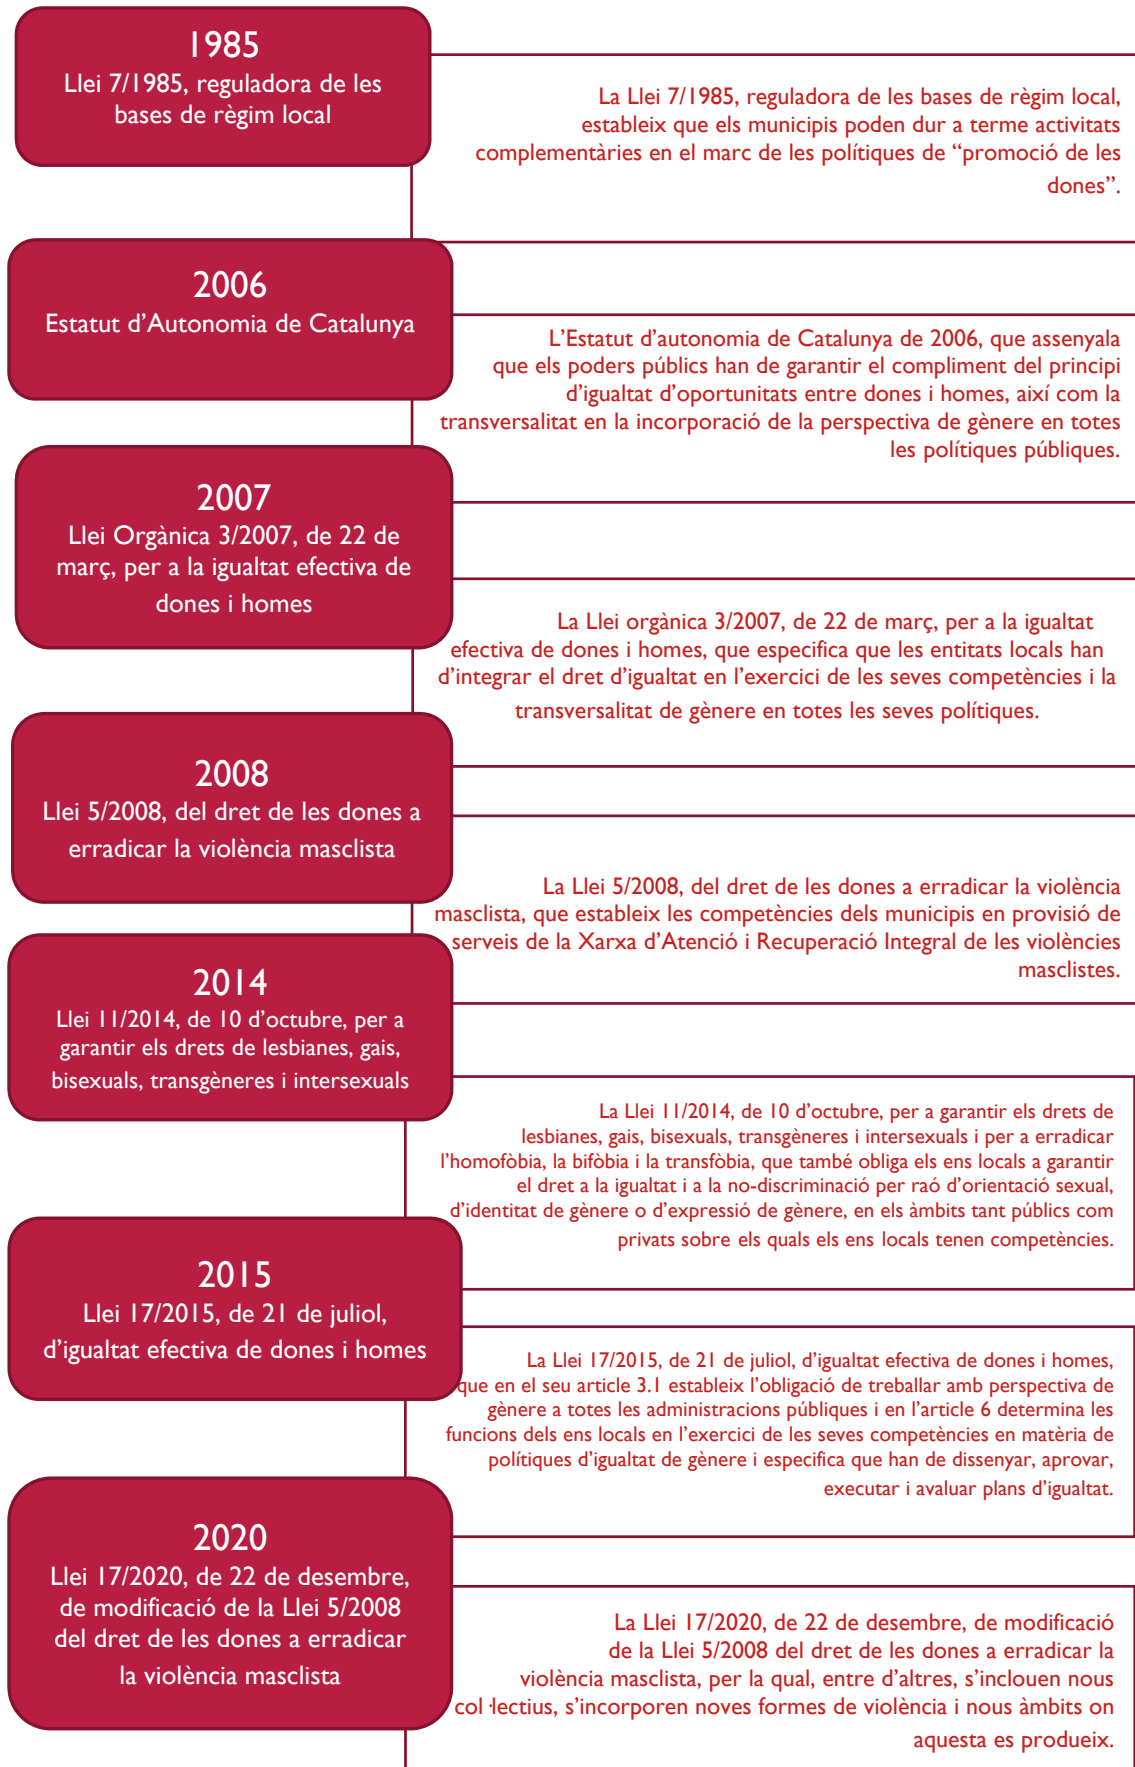 1985
Llei 7/1985, reguladora de les
bases de règim local
La Llei 7/1985, reguladora de les bases de règim local,
estableix que els municipis poden dur a terme activitats
complementàries en el marc de les polítiques de “promoció de les
dones”.
2006
Estatut d’Autonomia de Catalunya
L’Estatut d’autonomia de Catalunya de 2006, que assenyala
que els poders públics han de garantir el compliment del principi
d’igualtat d’oportunitats entre dones i homes, així com la
transversalitat en la incorporació de la perspectiva de gènere en totes
les polítiques públiques.
2007
Llei Orgànica 3/2007, de 22 de
març, per a la igualtat efectiva de
dones i homes
La Llei orgànica 3/2007, de 22 de març, per a la igualtat
efectiva de dones i homes, que especifica que les entitats locals han
d’integrar el dret d’igualtat en l’exercici de les seves competències i la
transversalitat de gènere en totes les seves polítiques.
2008
Llei 5/2008, del dret de les dones a
erradicar la violència masclista
La Llei 5/2008, del dret de les dones a erradicar la violència
masclista, que estableix les competències dels municipis en provisió de
serveis de la Xarxa d’Atenció i Recuperació Integral de les violències
masclistes.
2014
Llei 11/2014, de 10 d’octubre, per a
garantir els drets de lesbianes, gais,
bisexuals, transgèneres i intersexuals
La Llei 11/2014, de 10 d’octubre, per a garantir els drets de
lesbianes, gais, bisexuals, transgèneres i intersexuals i per a erradicar
l’homofòbia, la bifòbia i la transfòbia, que també obliga els ens locals a garantir
el dret a la igualtat i a la no-discriminació per raó d’orientació sexual,
d’identitat de gènere o d’expressió de gènere, en els àmbits tant públics com
privats sobre els quals els ens locals tenen competències.
2015
Llei 17/2015, de 21 de juliol,
d’igualtat efectiva de dones i homes
La Llei 17/2015, de 21 de juliol, d’igualtat efectiva de dones i homes,
que en el seu article 3.1 estableix l’obligació de treballar amb perspectiva de
gènere a totes les administracions públiques i en l’article 6 determina les
funcions dels ens locals en l’exercici de les seves competències en matèria de
polítiques d’igualtat de gènere i especifica que han de dissenyar, aprovar,
executar i avaluar plans d’igualtat.
2020
Llei 17/2020, de 22 de desembre,
de modificació de la Llei 5/2008
del dret de les dones a erradicar
la violència masclista
La Llei 17/2020, de 22 de desembre, de modificació
de la Llei 5/2008 del dret de les dones a erradicar la
violència masclista, per la qual, entre d’altres, s’inclouen nous
col·lectius, s’incorporen noves formes de violència i nous àmbits on
aquesta es produeix.